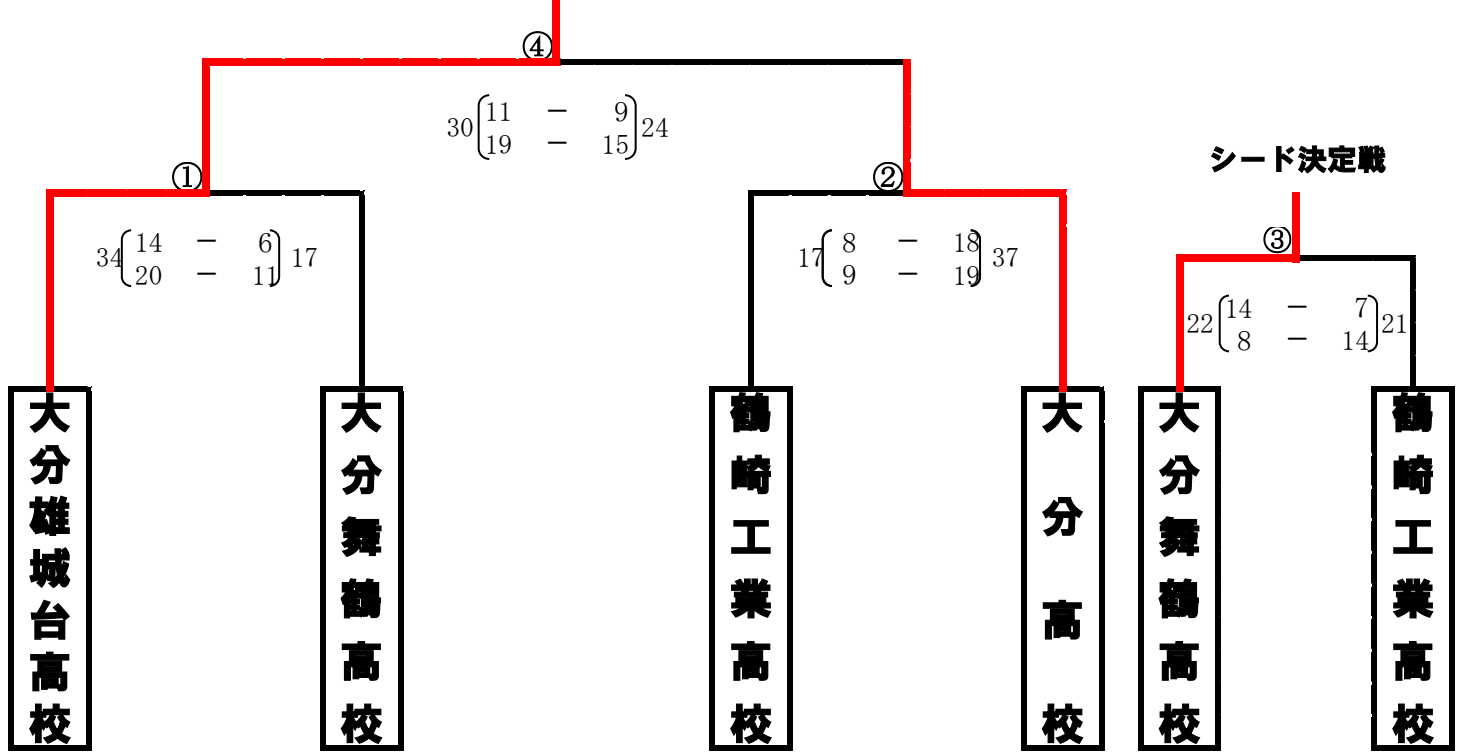 ④
30 11 － 9 24
19 － 15
シード決定戦
① ②
③
34 14 － 6 17
20 － 11
17 8 － 18 37
9 － 19
22 14 － 7 21
8 － 14
大分雄城台高校
大分舞鶴高校
鶴崎工業高校
大分高校
大分舞鶴高校
鶴崎工業高校